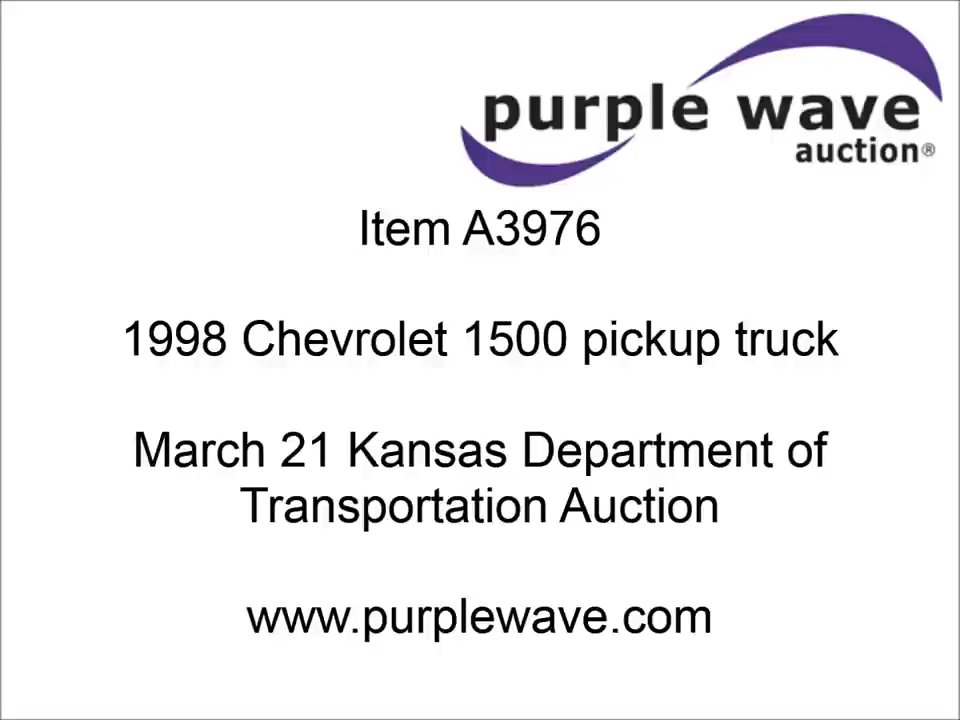 purple wave
auction®
Item A3976
1998 Chevrolet 1500 pickup truck
March 21 Kansas Department of
Transportation Auction
www.purplewave.com